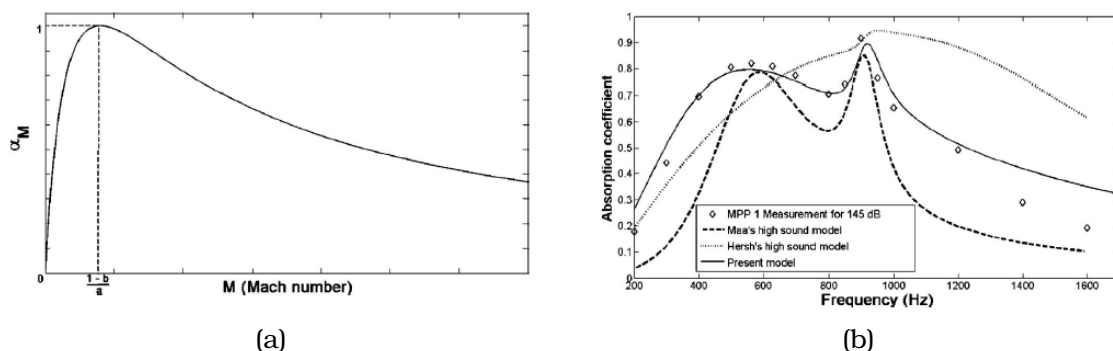 1
α_M
0
1 - b
a
M (Mach number)
(a)
1
0.9
0.8
0.7
0.6
0.5
0.4
0.3
0.2
0.1
0
Absorption coefficient
MPP 1 Measurement for 145 dB
Maa's high sound model
Hersh's high sound model
Present model
200 400 600 800 1000 1200 1400 1600
Frequency (Hz)
(b)